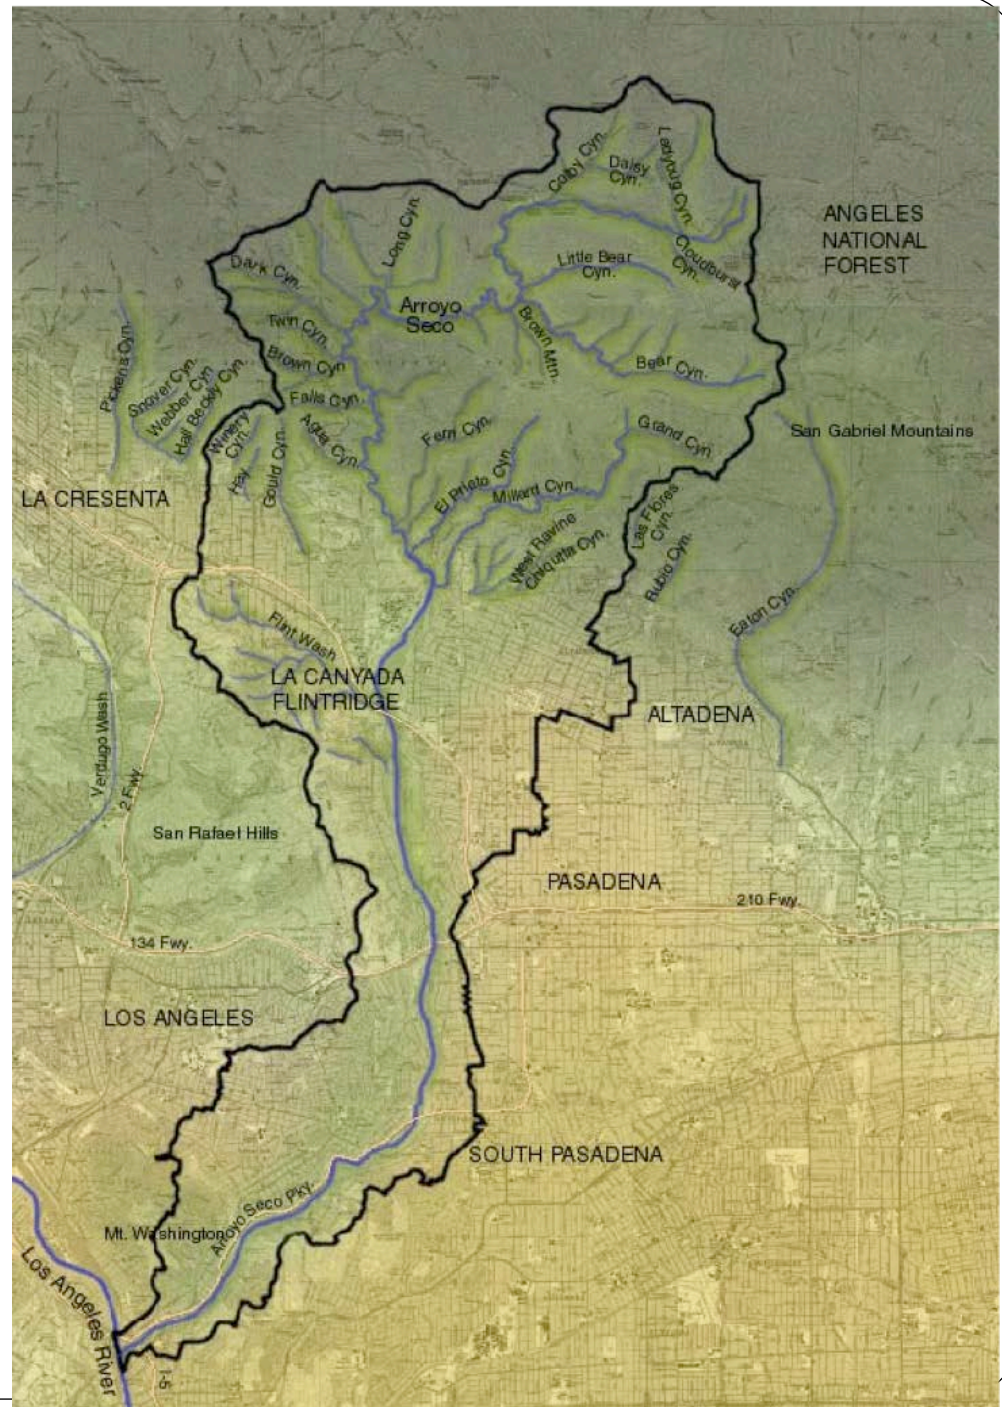 Colby Cyn.
Daisy
Cyn.
Ladybug Cyn.
ANGELES
NATIONAL
FOREST
Long Cyn.
Cloudburst
Cyn.
Little Bear
Cyn.
Dark Cyn.
Arroyo
Seco
Twin Cyn.
Brown Mtn.
Pickens Cyn.
Brown Cyn
Bear Cyn.
Snover Cyn.
Webber Cyn
Hall Beckly Cyn.
Falls Cyn.
Winery
Cyn.
Agua Cyn.
Fern Cyn.
Grand Cyn
San Gabriel Mountains
Hay
Gould Cyn.
El Prieto Cyn.
Millard Cyn.
LA CRESENTA
Las Flores
Cyn.
West Ravine
Chiquita Cyn.
Rubio Cyn.
Eaton Cyn.
Flint Wash
LA CANYADA
FLINTRIDGE
ALTADENA
Verdugo Wash
2 Fwy.
San Rafael Hills
PASADENA
210 Fwy.
134 Fwy.
LOS ANGELES
SOUTH PASADENA
Arroyo Seco Pky.
Mt. Washington
Los Angeles River
I-5